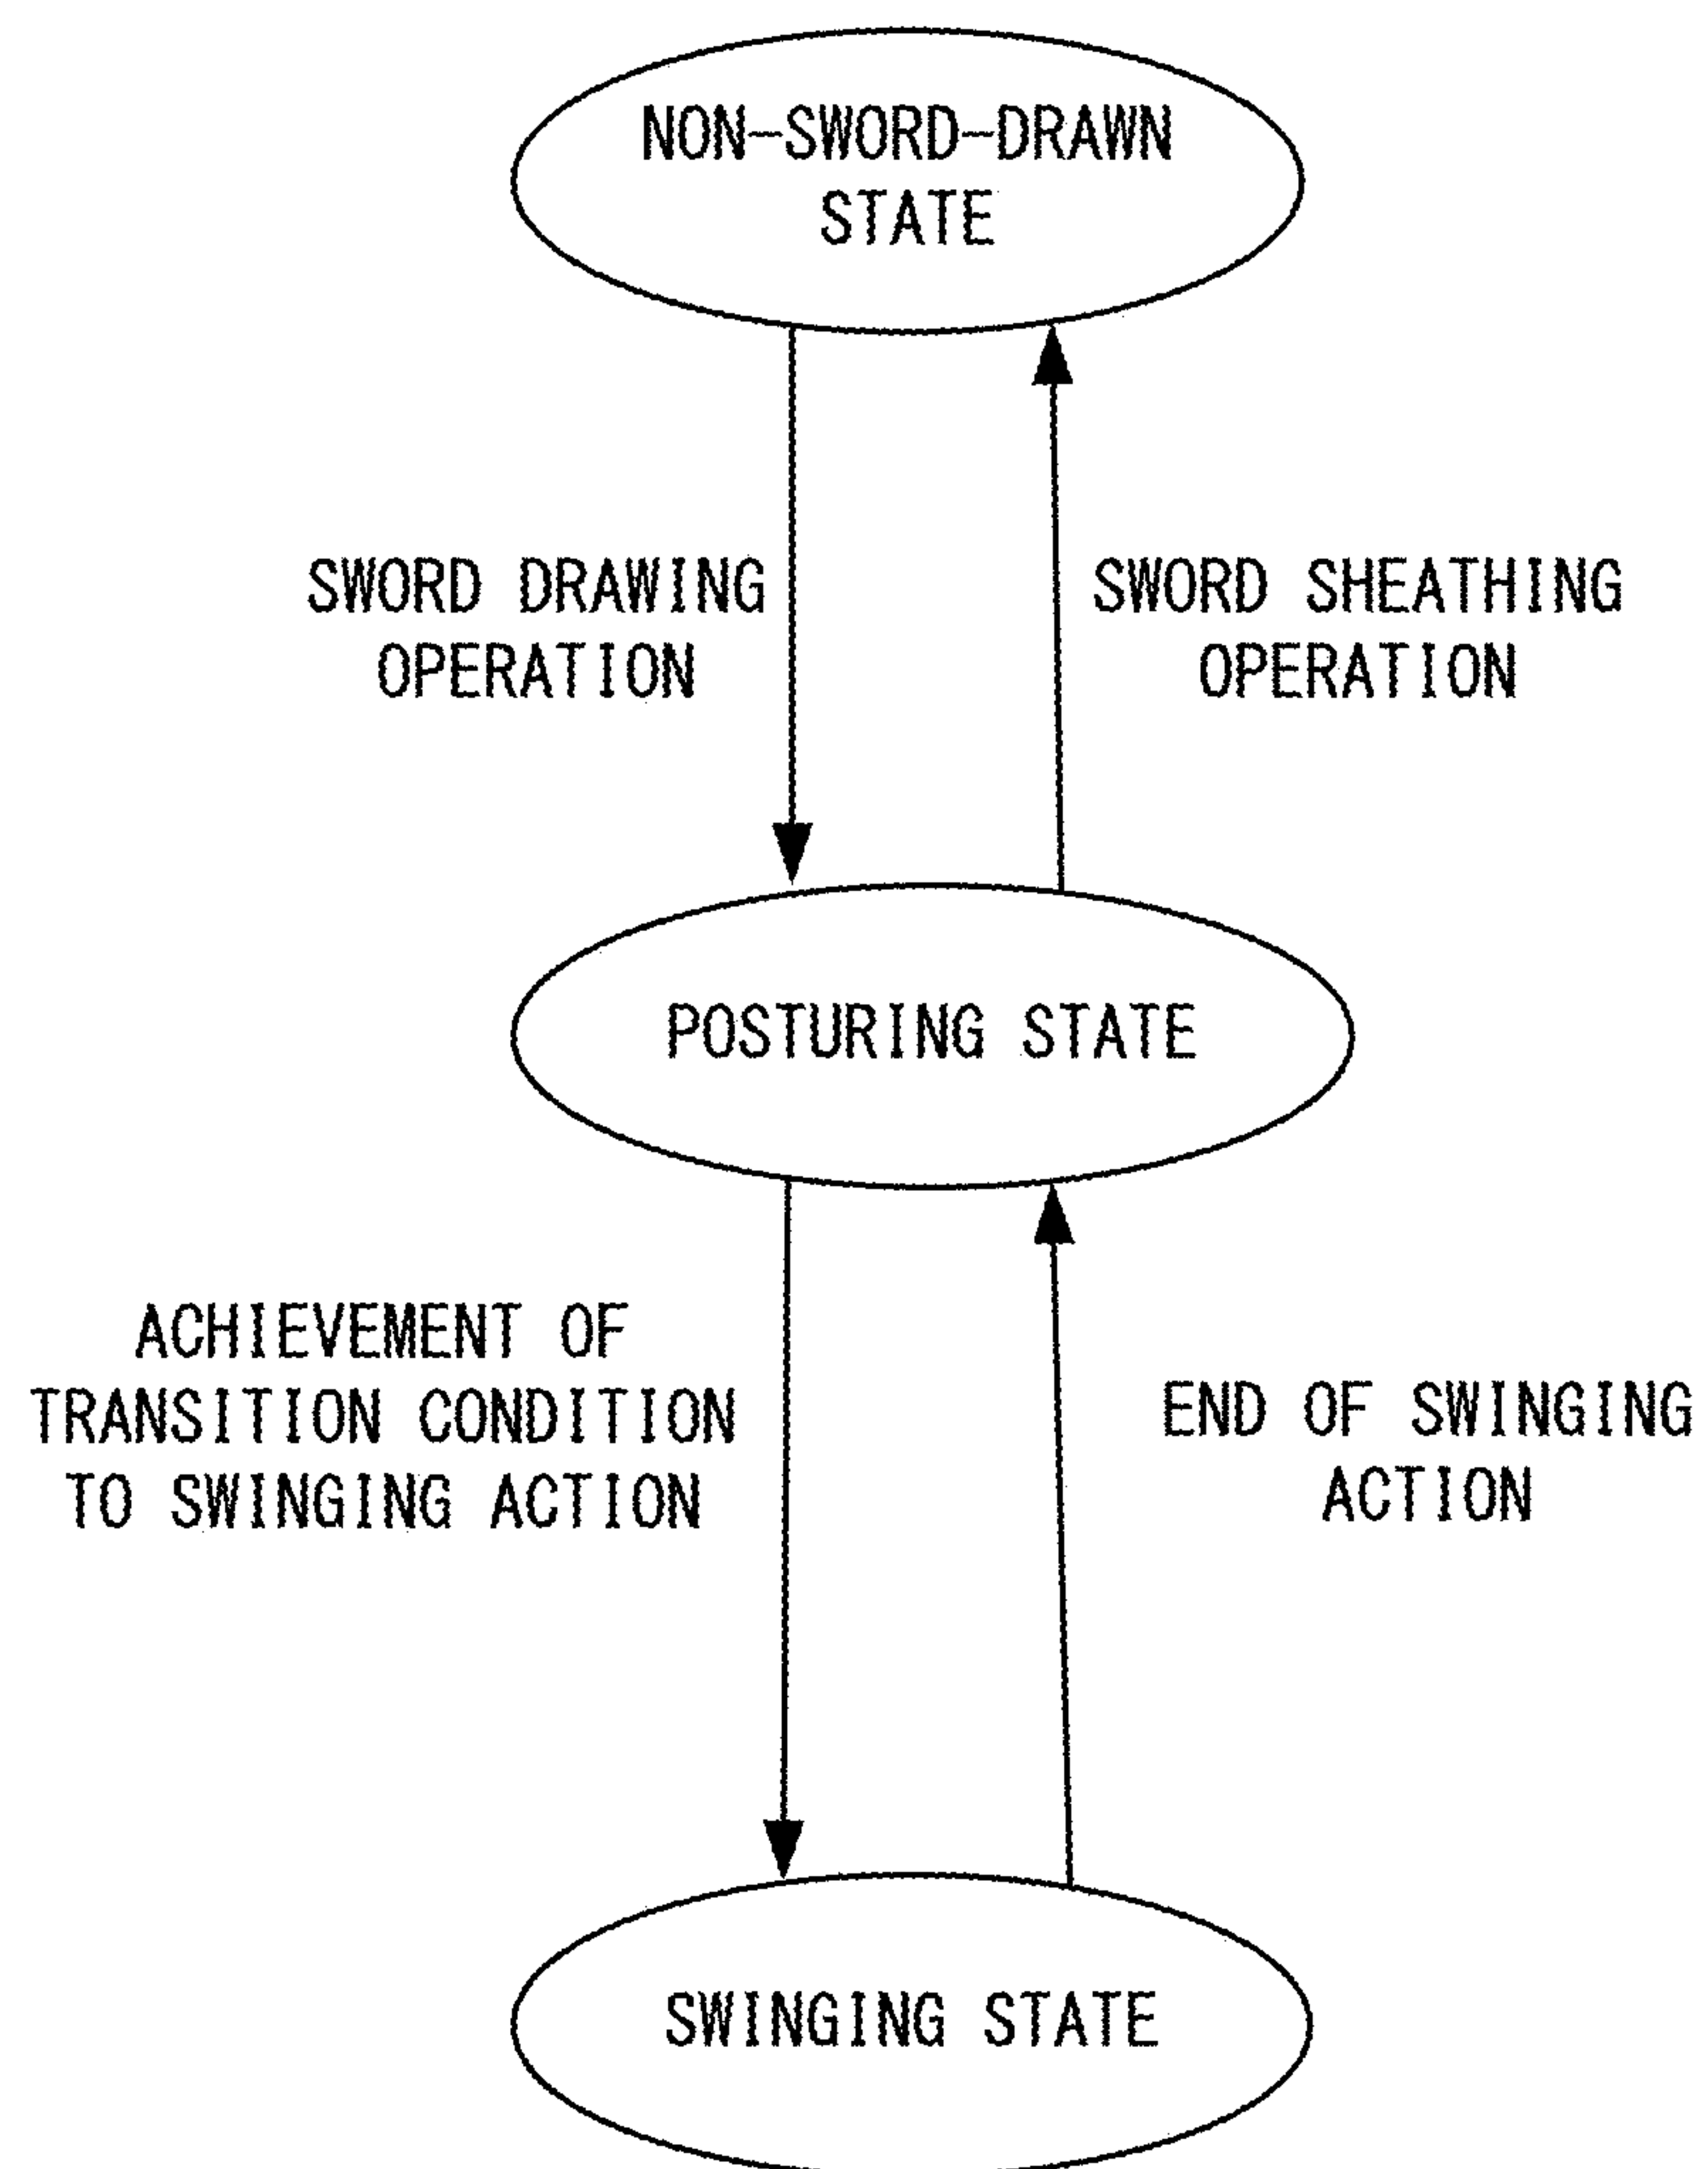 NON-SWORD-DRAWN
STATE
SWORD DRAWING
OPERATION
SWORD SHEATHING
OPERATION
POSTURING STATE
ACHIEVEMENT OF
TRANSITION CONDITION
TO SWINGING ACTION
END OF SWINGING
ACTION
SWINGING STATE